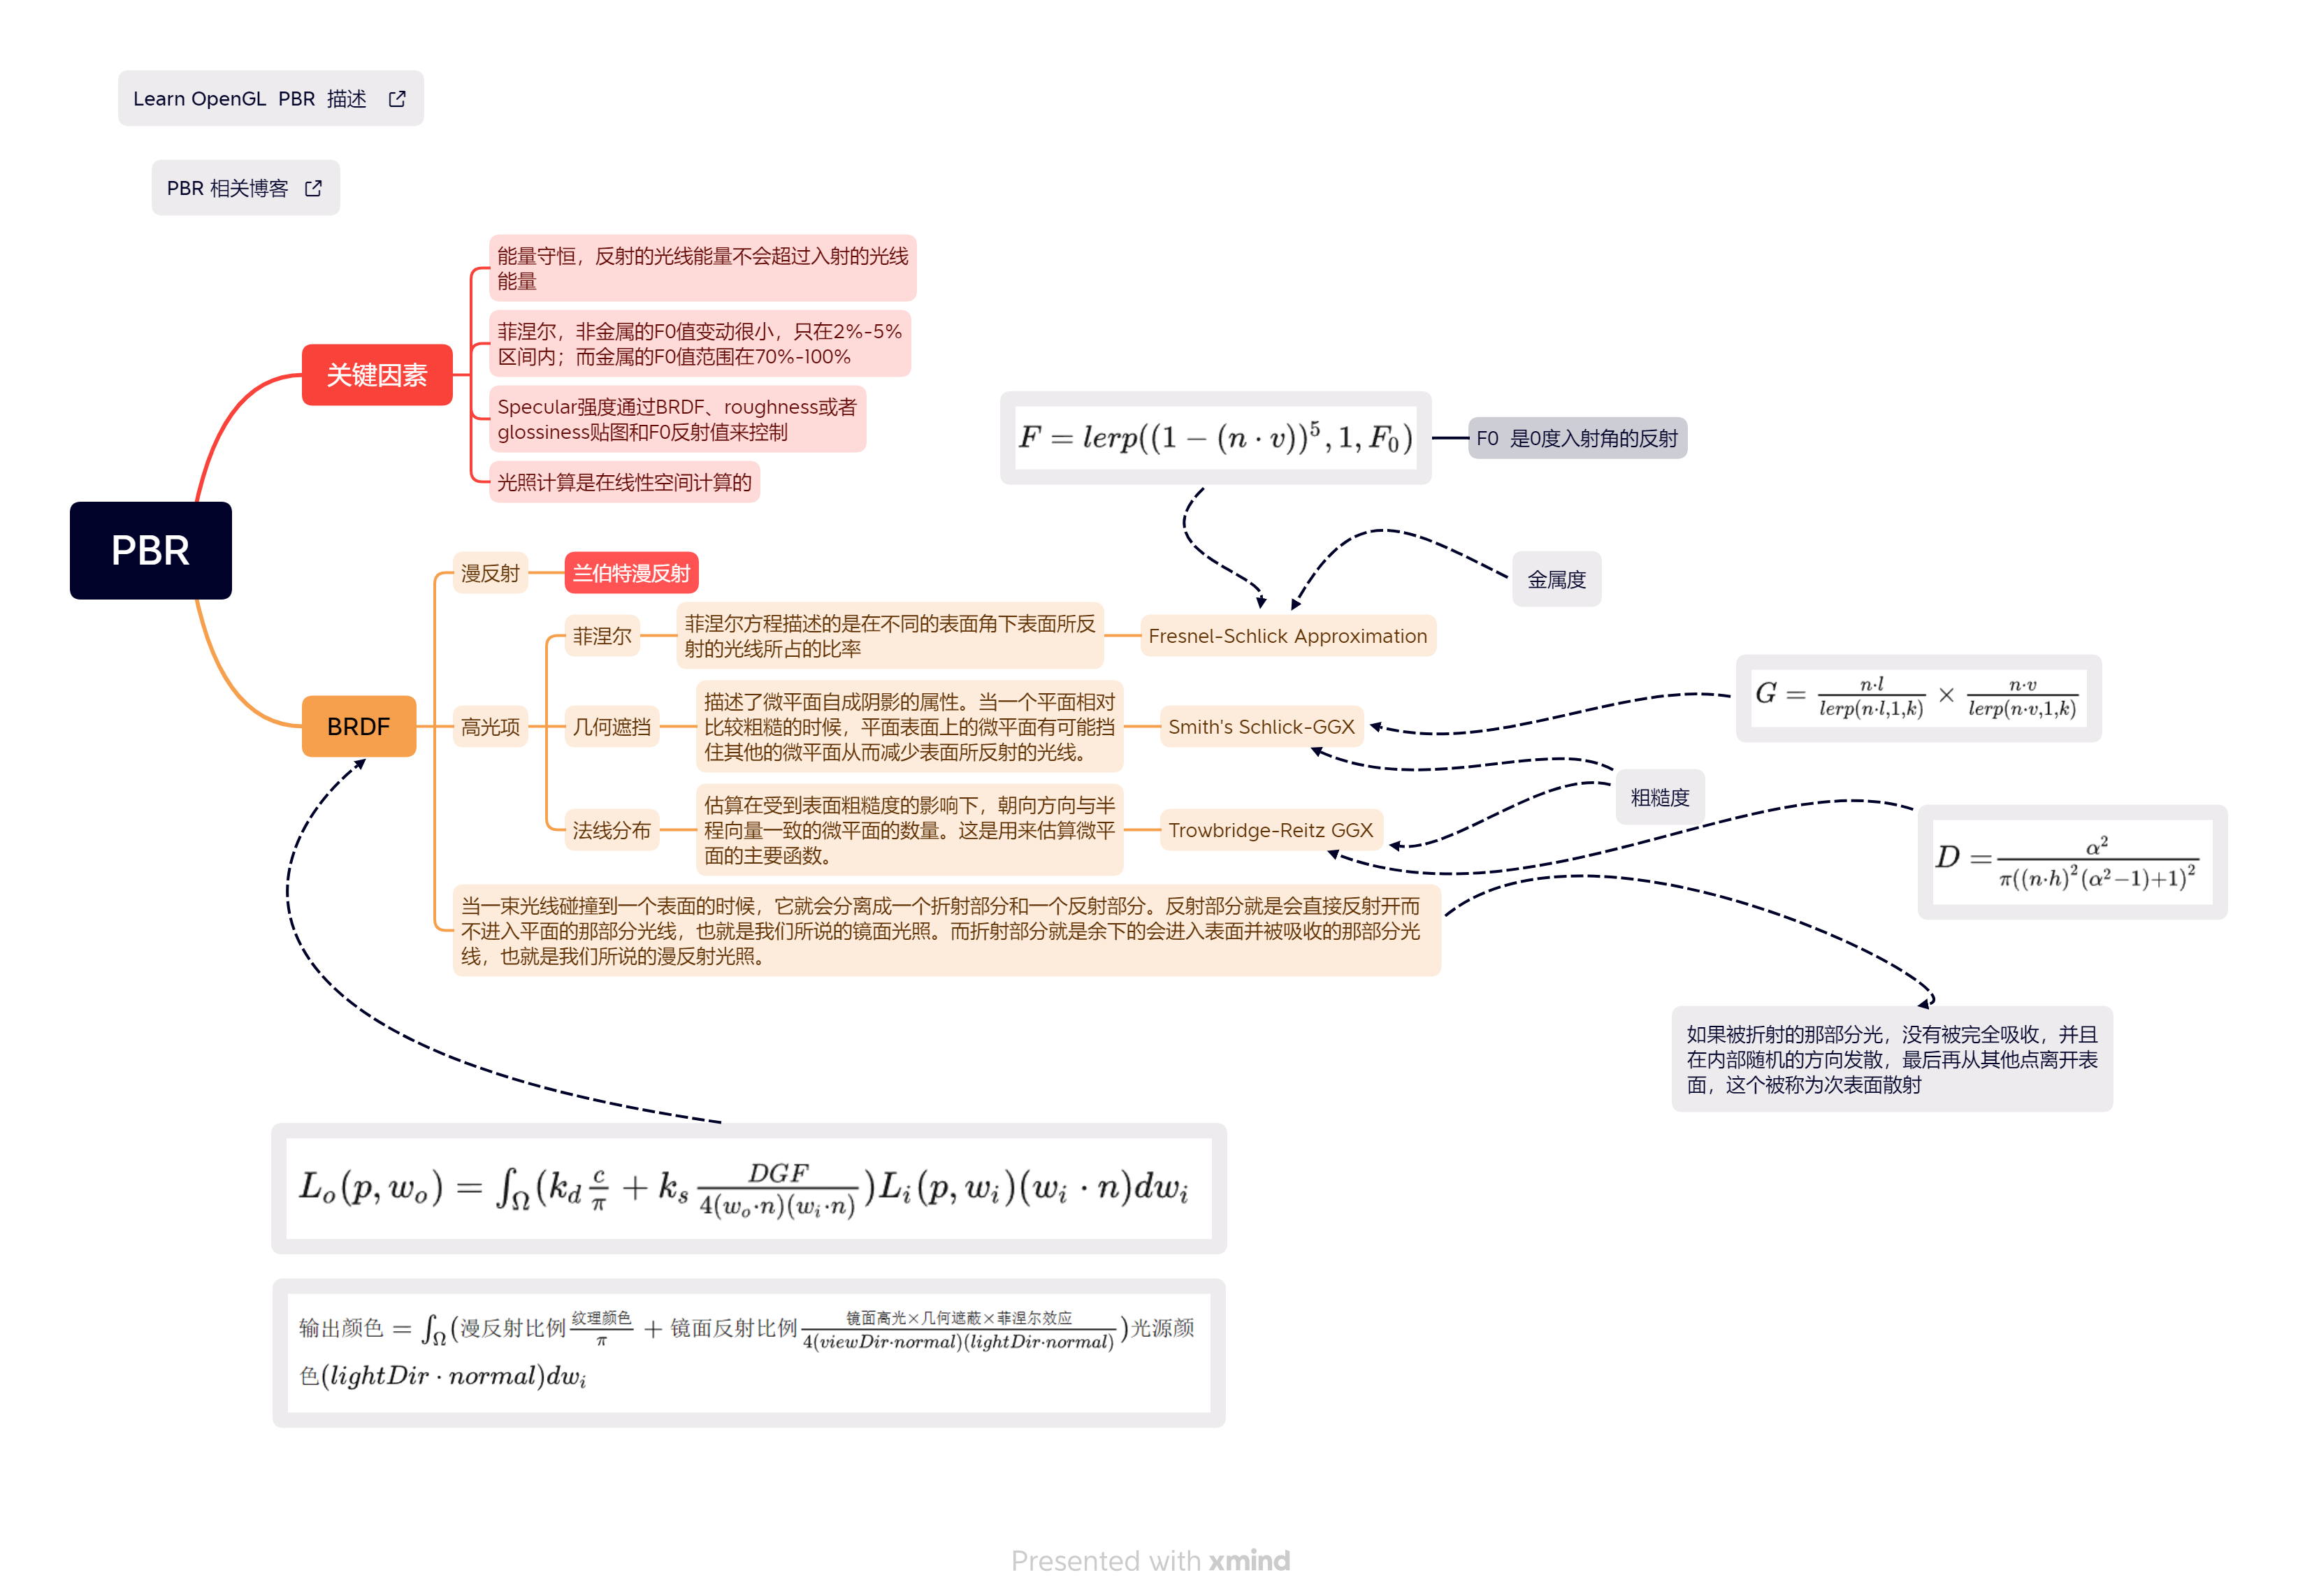 Learn OpenGL  PBR  描述
PBR 相关博客
能量守恒，反射的光线能量不会超过入射的光线
能量
菲涅尔，非金属的F0值变动很小，只在2%-5%
区间内；而金属的F0值范围在70%-100%
关键因素
Specular强度通过BRDF、roughness或者
glossiness贴图和F0反射值来控制
光照计算是在线性空间计算的
F = lerp((1 − (n · v))^5, 1, F_0)
F0  是0度入射角的反射
PBR
漫反射
兰伯特漫反射
金属度
菲涅尔
菲涅尔方程描述的是在不同的表面角下表面所反
射的光线所占的比率
Fresnel-Schlick Approximation
BRDF
高光项
几何遮挡
描述了微平面自成阴影的属性。当一个平面相对
比较粗糙的时候，平面表面上的微平面有可能挡
住其他的微平面从而减少表面所反射的光线。
Smith's Schlick-GGX
G = \frac{n·l}{lerp(n·l,1,k)} × \frac{n·v}{lerp(n·v,1,k)}
粗糙度
法线分布
估算在受到表面粗糙度的影响下，朝向方向与半
程向量一致的微平面的数量。这是用来估算微平
面的主要函数。
Trowbridge-Reitz GGX
D = \frac{α^2}{π((n·h)^2(α^2−1)+1)^2}
当一束光线碰撞到一个表面的时候，它就会分离成一个折射部分和一个反射部分。反射部分就是会直接反射开而
不进入平面的那部分光线，也就是我们所说的镜面光照。而折射部分就是余下的会进入表面并被吸收的那部分光
线，也就是我们所说的漫反射光照。
如果被折射的那部分光，没有被完全吸收，并且
在内部随机的方向发散，最后再从其他点离开表
面，这个被称为次表面散射
L_o(p, w_o) = ∫_Ω(k_d \frac{c}{π} + k_s \frac{DGF}{4(w_o·n)(w_i·n)})L_i(p, w_i)(w_i · n)dw_i
输出颜色 = ∫_Ω(漫反射比例\frac{纹理颜色}{π} + 镜面反射比例\frac{镜面高光×几何遮蔽×菲涅尔效应}{4(viewDir·normal)(lightDir·normal)})光源颜
色(lightDir · normal)dw_i
Presented with xmind